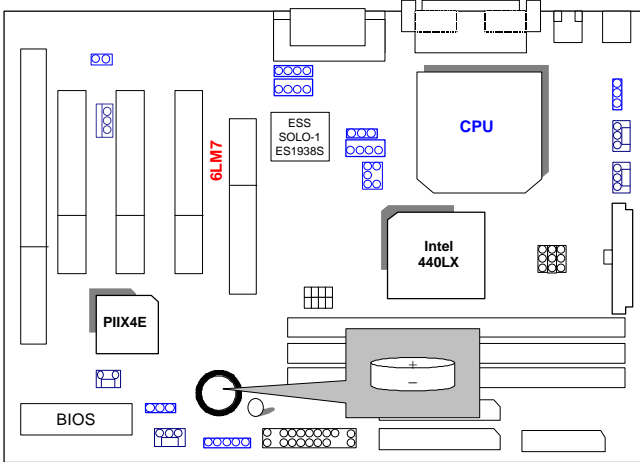 ESS
SOLO-1
ES1938S
CPU
6LM7
Intel
440LX
PIIX4E
+
−
BIOS